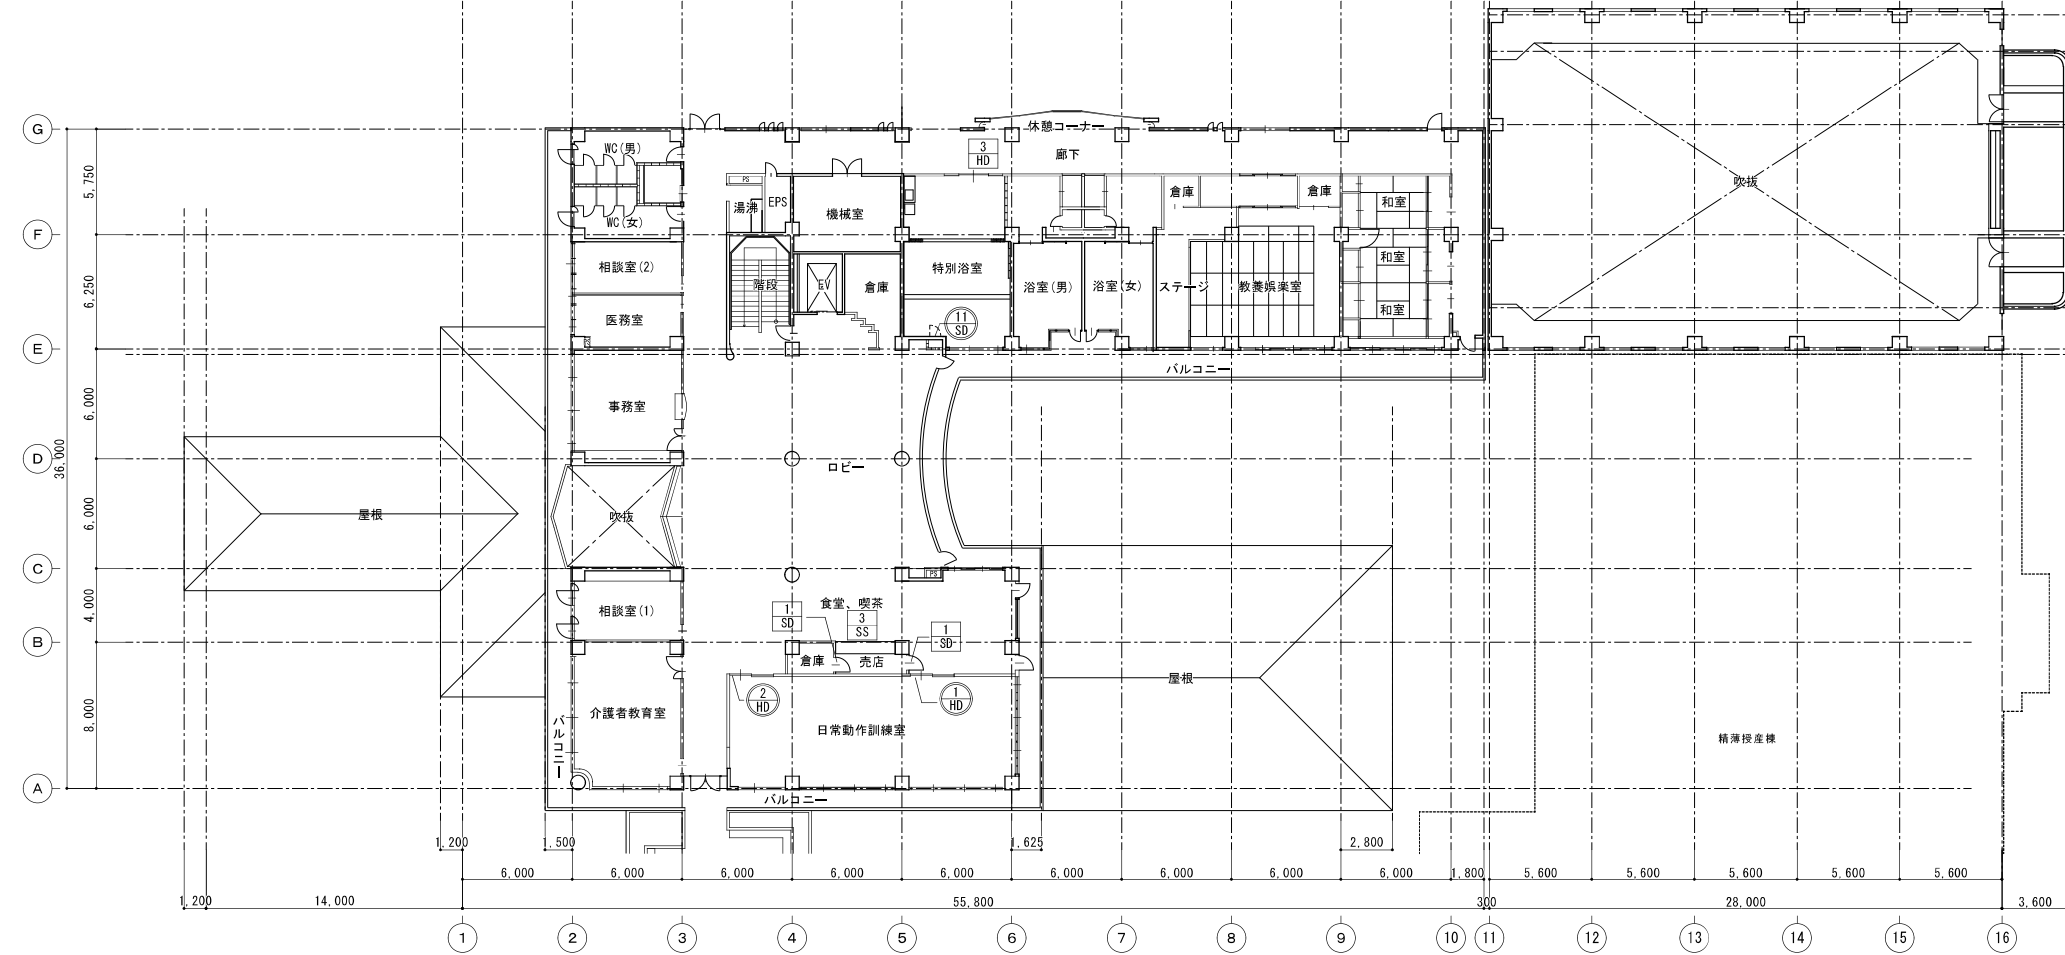 G
休憩コーナー
WC(男)
3
HD
廊下
5,750
PS
湯沸
EPS
機械室
倉庫
倉庫
和室
吹抜
WC(女)
F
相談室(2)
階段
EV
倉庫
特別浴室
浴室(男)
浴室(女)
ステージ
教養娯楽室
和室
6,250
医務室
11
SD
和室
PS
E
バルコニー
6,000
事務室
D
36,000
ロビー
6,000
屋根
吹抜
C
PS
4,000
相談室(1)
食堂、喫茶
1
SD
3
SS
1
SD
B
倉庫
売店
屋根
8,000
介護者教育室
2
HD
1
HD
バルコニー
日常動作訓練室
精薄授産棟
A
バルコニー
1,200
1,500
1,625
2,800
6,000
6,000
6,000
6,000
6,000
6,000
6,000
6,000
6,000
1,800
5,600
5,600
5,600
5,600
5,600
1,200
14,000
55,800
300
28,000
3,600
1
2
3
4
5
6
7
8
9
10
11
12
13
14
15
16